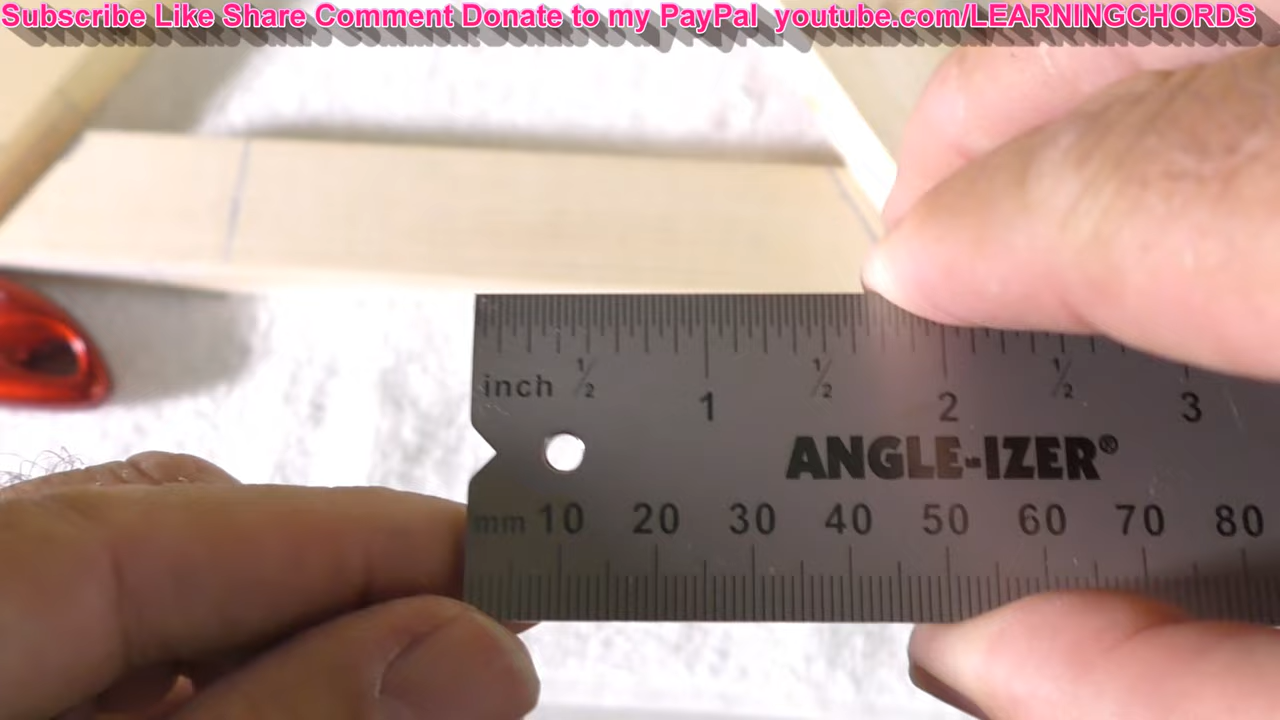 Subscribe Like Share Comment Donate to my PayPal youtube.com/LEARNINGCHORDS
inch 1/2 1/2 1/2
1 2 3
ANGLE-IZER®
mm 10 20 30 40 50 60 70 80